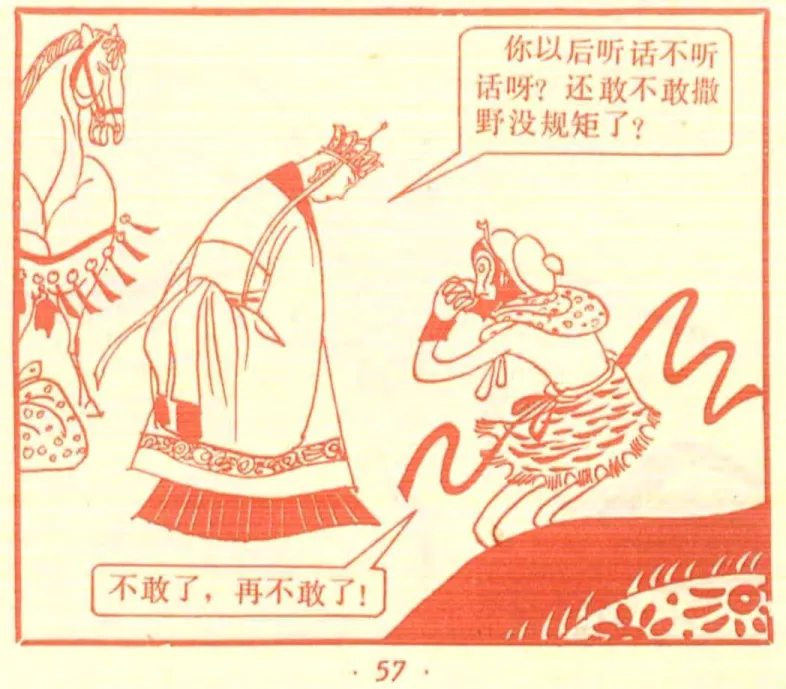 你以后听话不听
话呀？还敢不敢撒
野没规矩了？
不敢了，再不敢了！
· 57 ·